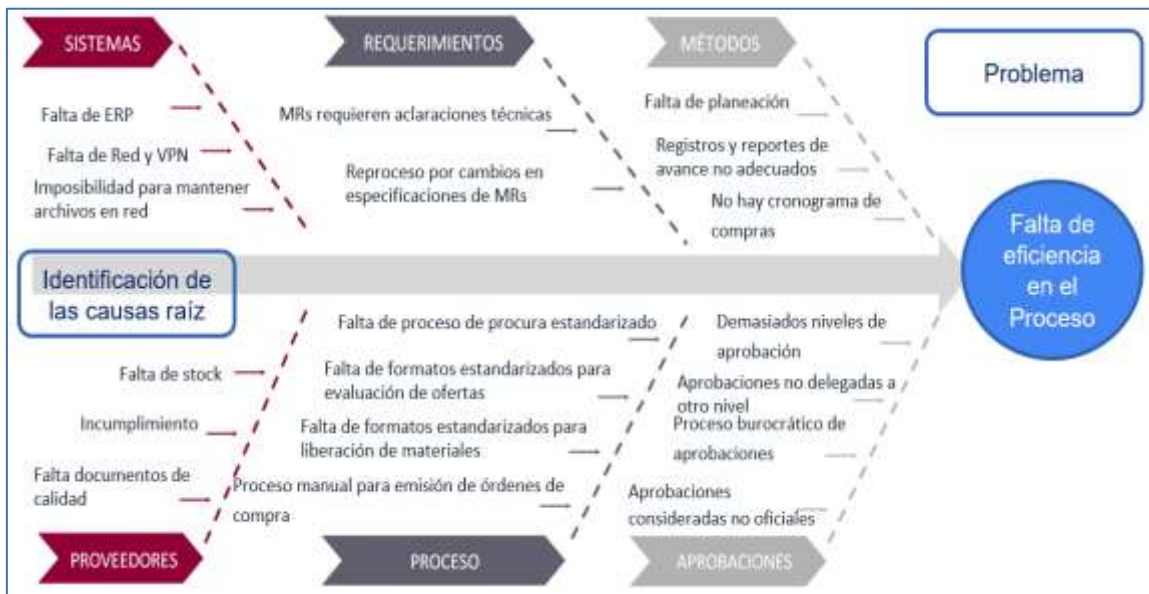 SISTEMAS
REQUERIMIENTOS
MÉTODOS
Problema
Falta de ERP
Falta de Red y VPN
Imposibilidad para mantener
archivos en red
MRs requieren aclaraciones técnicas
Reproceso por cambios en
especificaciones de MRs
Falta de planeación
Registros y reportes de
avance no adecuados
No hay cronograma de
compras
Identificación de
las causas raíz
Falta de
eficiencia
en el
Proceso
Falta de stock
Incumplimiento
Falta documentos de
calidad
Falta de proceso de procura estandarizado
Falta de formatos estandarizados para
evaluación de ofertas
Falta de formatos estandarizados para
liberación de materiales
Proceso manual para emisión de órdenes de
compra
Demasiados niveles de
aprobación
Aprobaciones no delegadas a
otro nivel
Proceso burocrático de
aprobaciones
Aprobaciones
consideradas no oficiales
PROVEEDORES
PROCESO
APROBACIONES